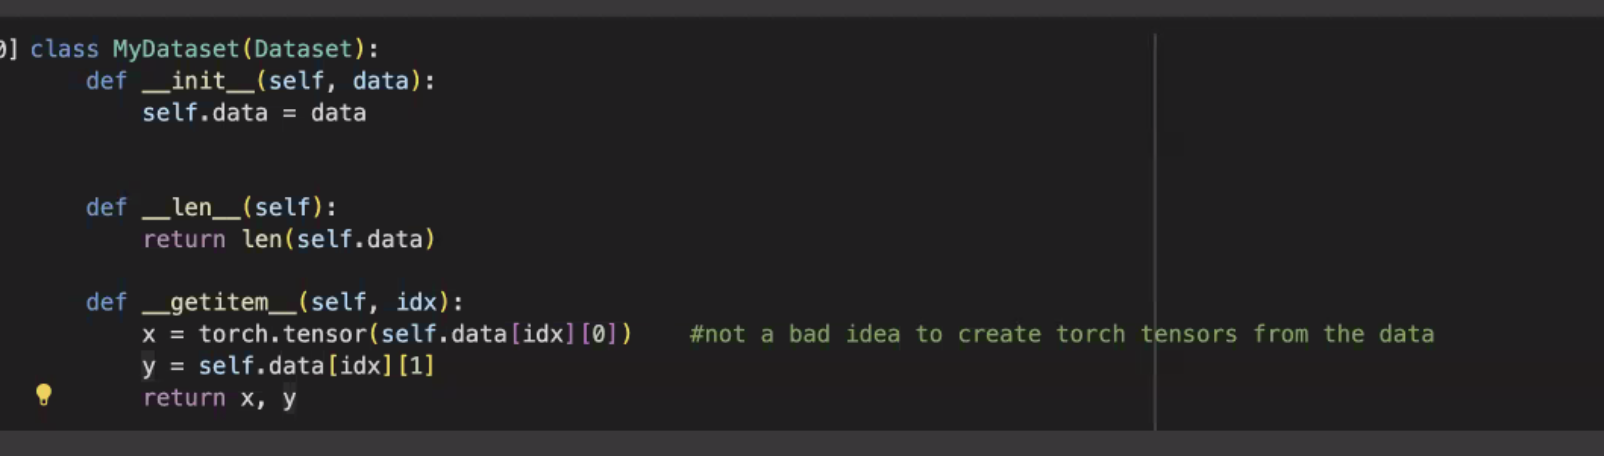 0] class MyDataset(Dataset):
def __init__(self, data):
self.data = data
def __len__(self):
return len(self.data)
def __getitem__(self, idx):
x = torch.tensor(self.data[idx][0]) #not a bad idea to create torch tensors from the data
y = self.data[idx][1]
return x, y